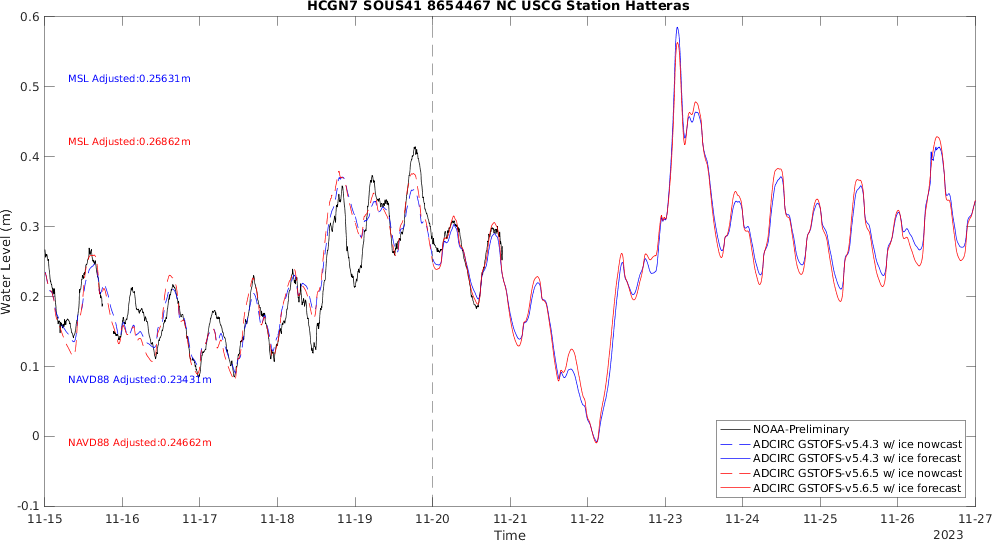 HCGN7 SOUS41 8654467 NC USCG Station Hatteras
0.6
0.5
0.4
0.3
0.2
0.1
0
-0.1
Water Level (m)
MSL Adjusted:0.25631m
MSL Adjusted:0.26862m
NAVD88 Adjusted:0.23431m
NAVD88 Adjusted:0.24662m
NOAA-Preliminary
ADCIRC GSTOFS-v5.4.3 w/ ice nowcast
ADCIRC GSTOFS-v5.4.3 w/ ice forecast
ADCIRC GSTOFS-v5.6.5 w/ ice nowcast
ADCIRC GSTOFS-v5.6.5 w/ ice forecast
11-15 11-16 11-17 11-18 11-19 11-20 11-21 11-22 11-23 11-24 11-25 11-26 11-27
Time
2023